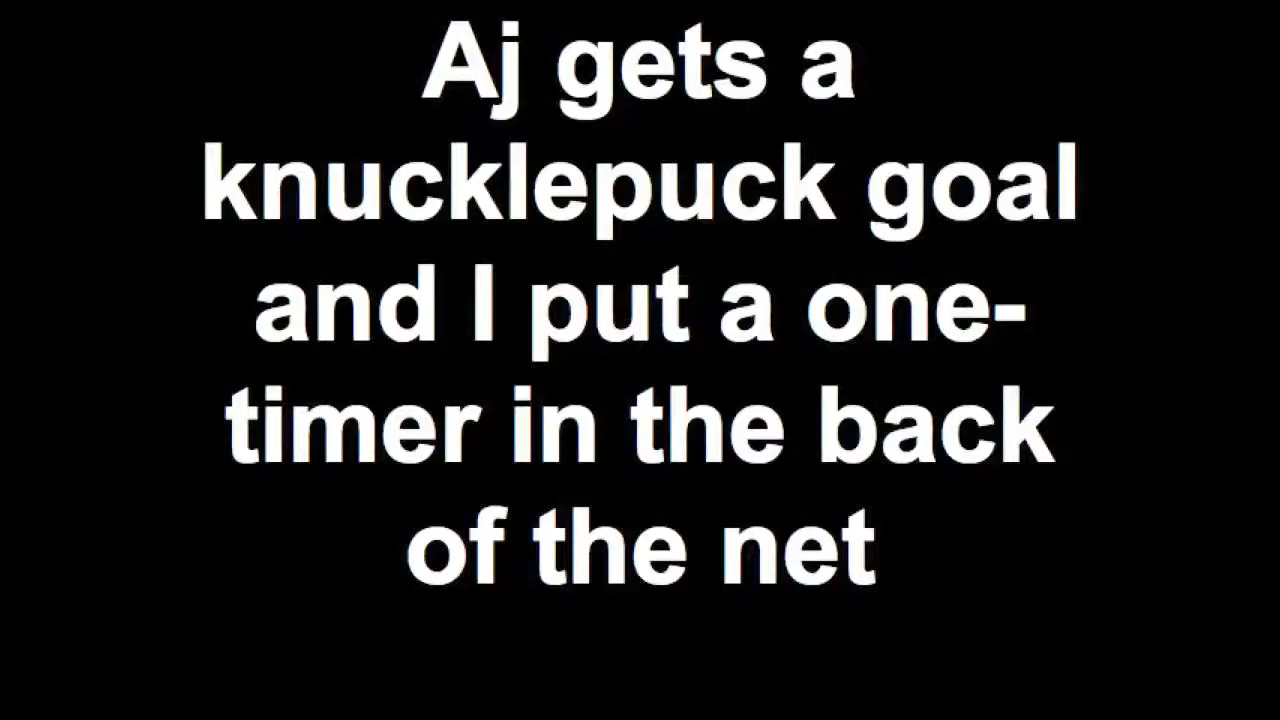 Aj gets a
knucklepuck goal
and I put a one-
timer in the back
of the net